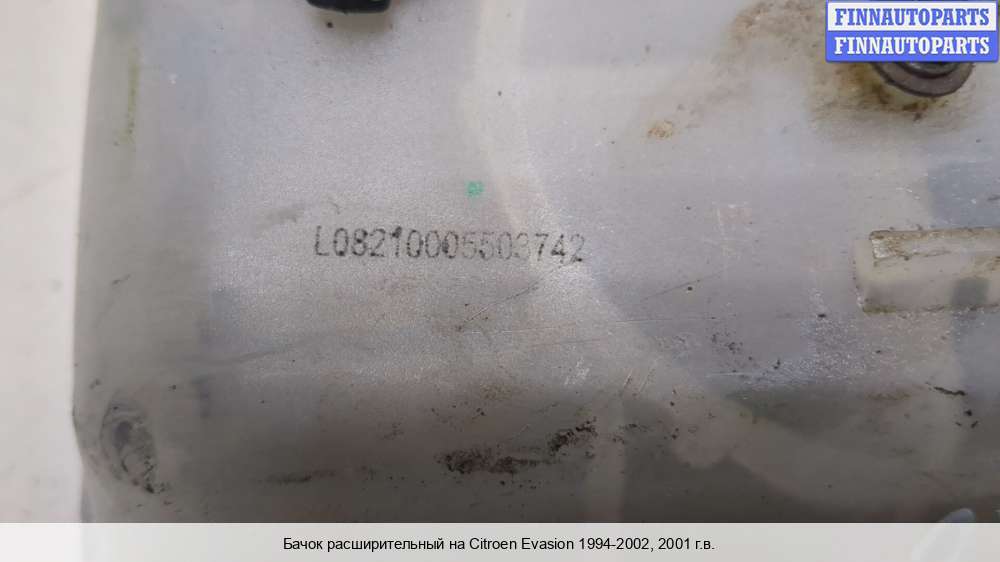 FINNAUTOPARTS
FINNAUTOPARTS
L08210005503742
Бачок расширительный на Citroen Evasion 1994-2002, 2001 г.в.